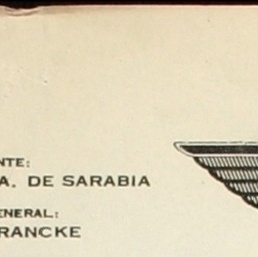 NTE:
A. DE SARABIA
ENERAL:
RANCKE